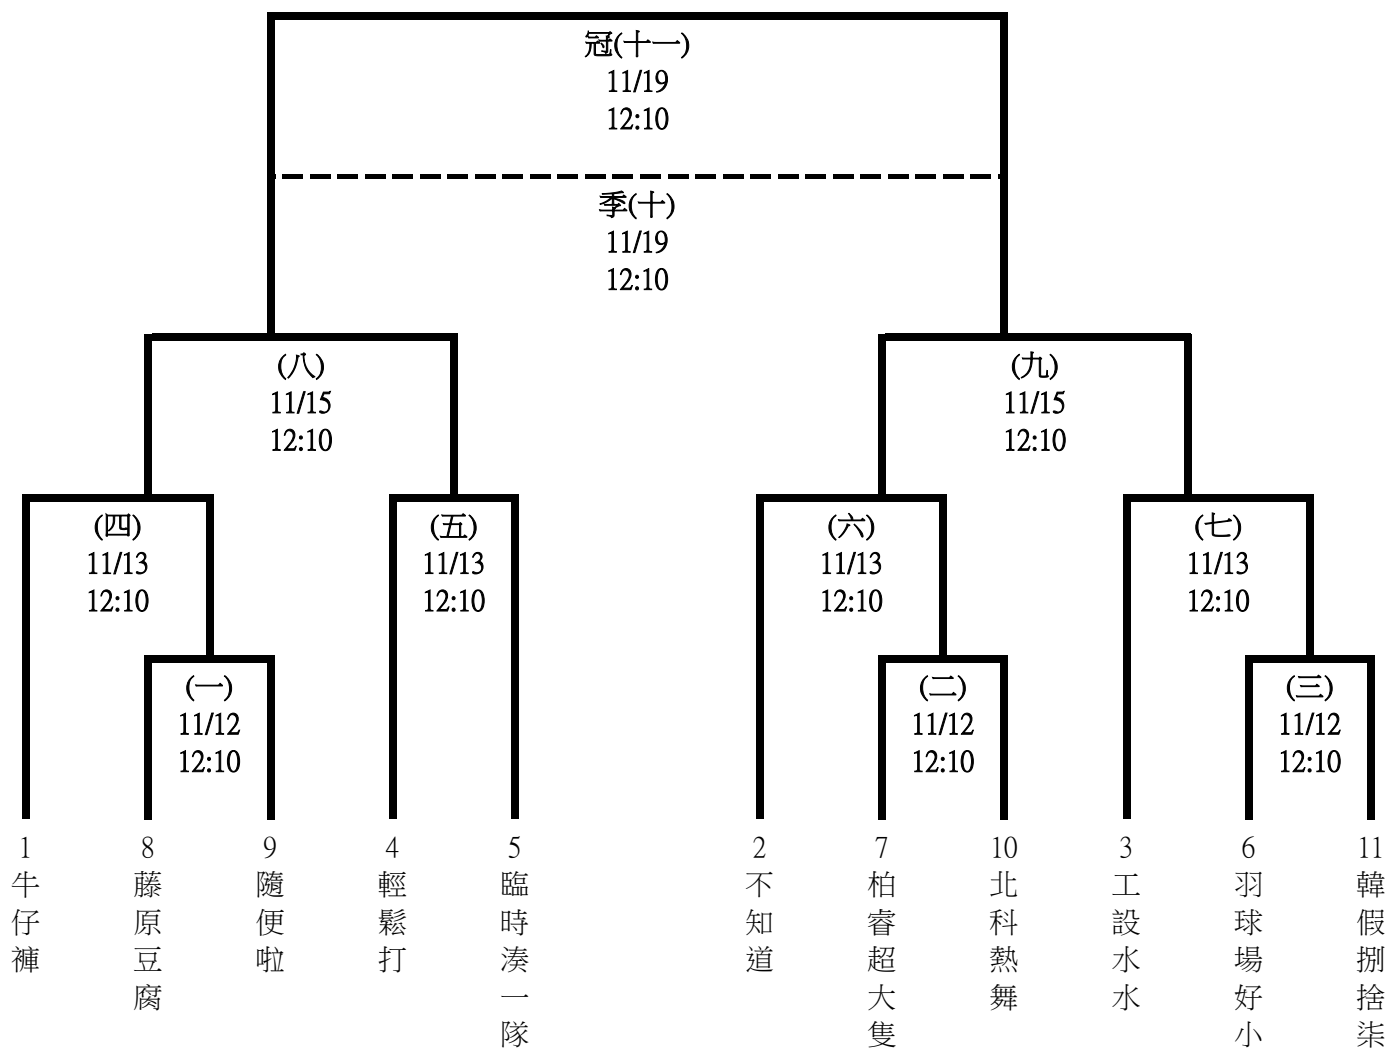 冠(十一)
11/19
12:10
季(十)
11/19
12:10
(八)
11/15
12:10
(九)
11/15
12:10
(四)
11/13
12:10
(五)
11/13
12:10
(六)
11/13
12:10
(七)
11/13
12:10
(一)
11/12
12:10
(二)
11/12
12:10
(三)
11/12
12:10
1
牛仔褲
8
藤原豆腐
9
隨便啦
4
輕鬆打
5
臨時湊一隊
2
不知道
7
柏睿超大隻
10
北科熱舞
3
工設水水
6
羽球場好小
11
韓假捌捨柒